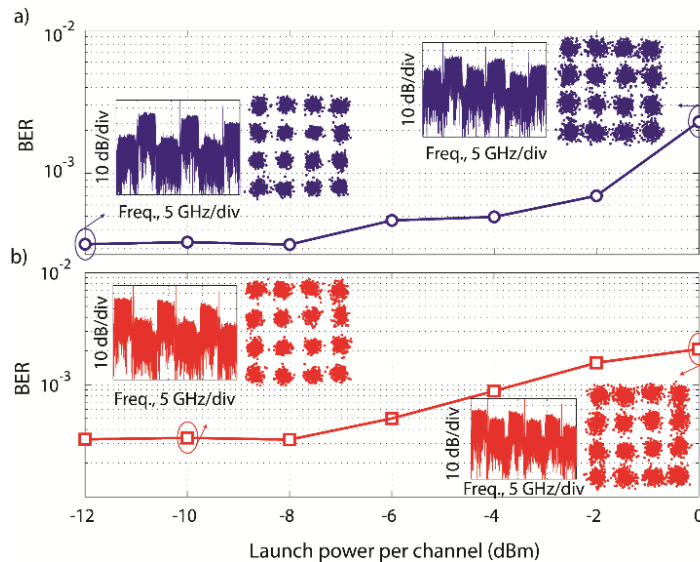 a)
10⁻²
10 dB/div
Freq., 5 GHz/div
10 dB/div
BER
10⁻³
Freq., 5 GHz/div
b)
10⁻²
10 dB/div
BER
10⁻³
Freq., 5 GHz/div
10 dB/div
Freq., 5 GHz/div
-12 -10 -8 -6 -4 -2 0
Launch power per channel (dBm)